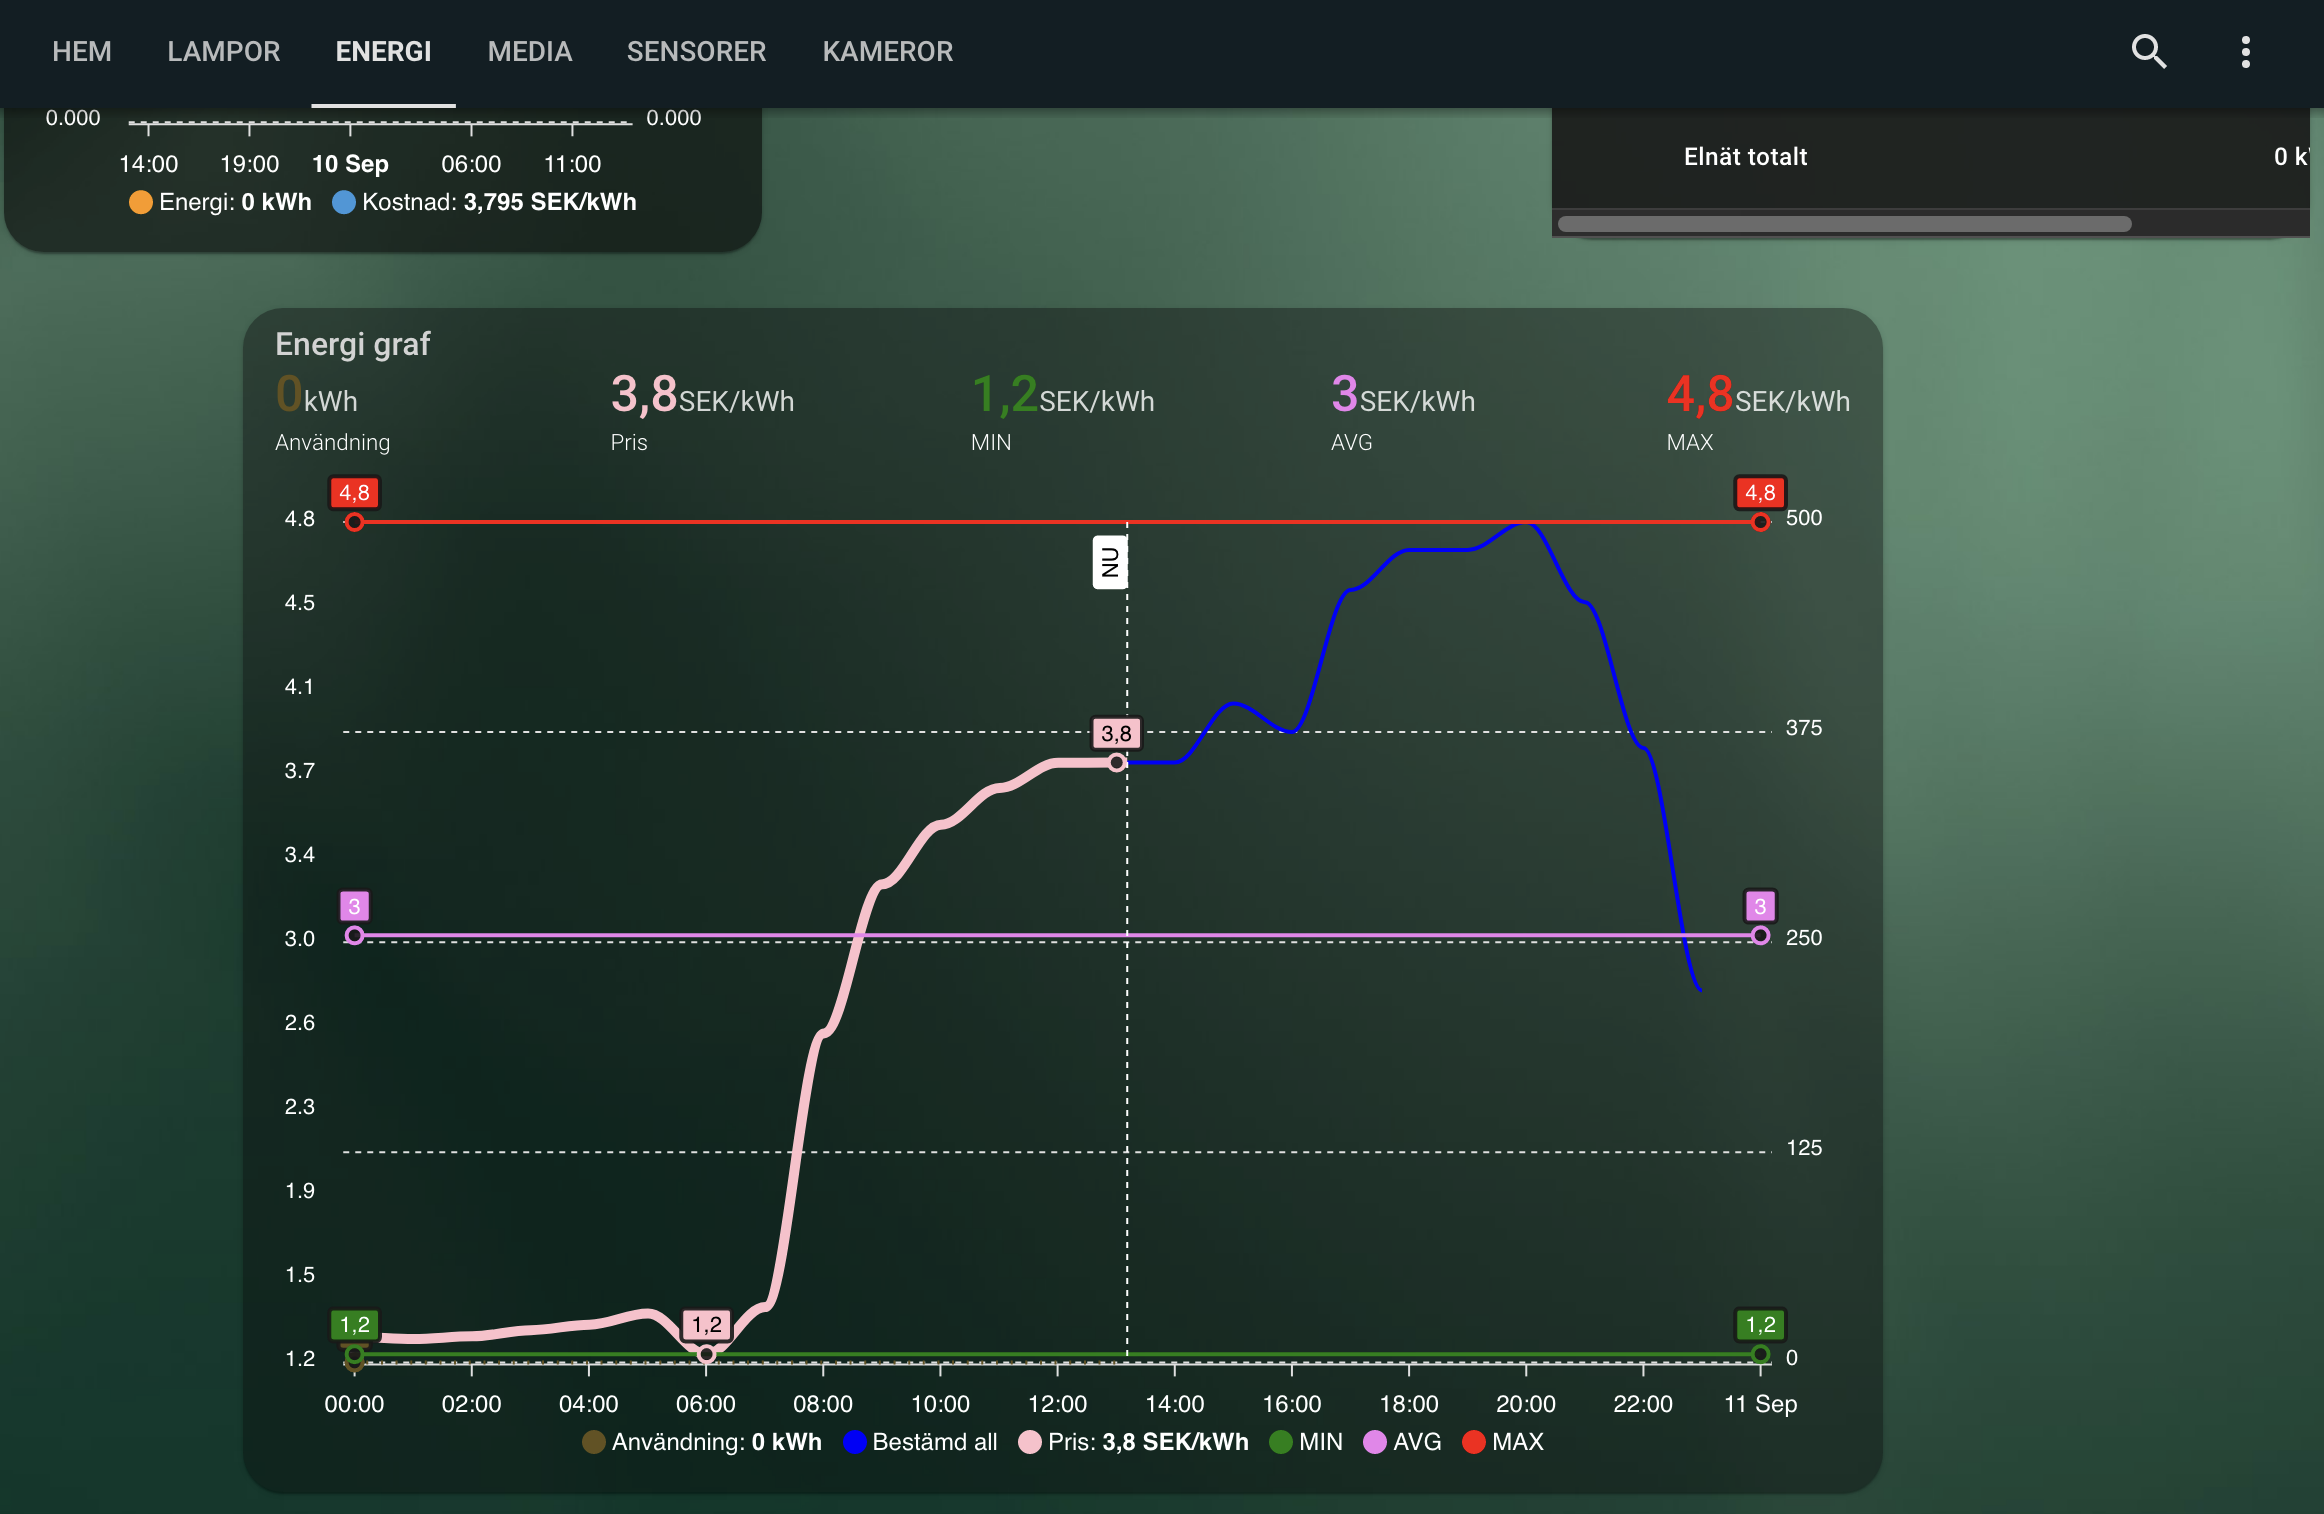 HEM LAMPOR ENERGI MEDIA SENSORER KAMEROR
0.000 0.000
14:00 19:00 10 Sep 06:00 11:00
Energi: 0 kWh Kostnad: 3,795 SEK/kWh
Elnät totalt 0 k
Energi graf
0kWh 3,8SEK/kWh 1,2SEK/kWh 3SEK/kWh 4,8SEK/kWh
Användning Pris MIN AVG MAX
4,8 4,8
4.8 500
NU
4.5
4.1
3,8 375
3.7
3.4
3 3
3.0 250
2.6
2.3
125
1.9
1.5
1,2 1,2 1,2
1.2 0
00:00 02:00 04:00 06:00 08:00 10:00 12:00 14:00 16:00 18:00 20:00 22:00 11 Sep
Användning: 0 kWh Bestämd all Pris: 3,8 SEK/kWh MIN AVG MAX